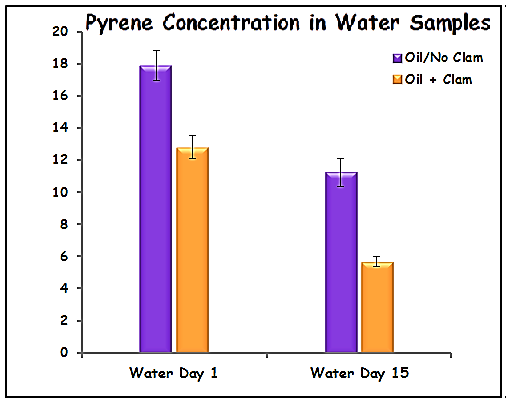 Pyrene Concentration in Water Samples
20
18
16
14
12
10
8
6
4
2
0
Oil/No Clam
Oil + Clam
Water Day 1
Water Day 15